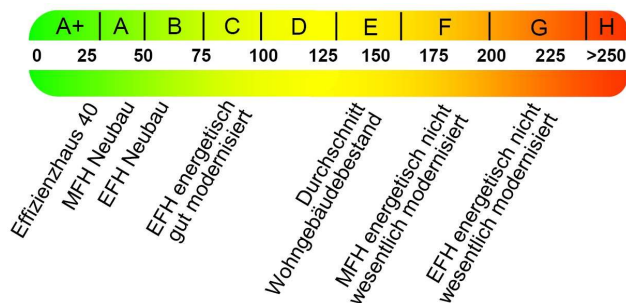 A+ A B C D E F G H
0 25 50 75 100 125 150 175 200 225 >250
Effizienzhaus 40
MFH Neubau
EFH Neubau
EFH energetisch
gut modernisiert
Durchschnitt
Wohngebäudebestand
MFH energetisch nicht
wesentlich modernisiert
EFH energetisch nicht
wesentlich modernisiert